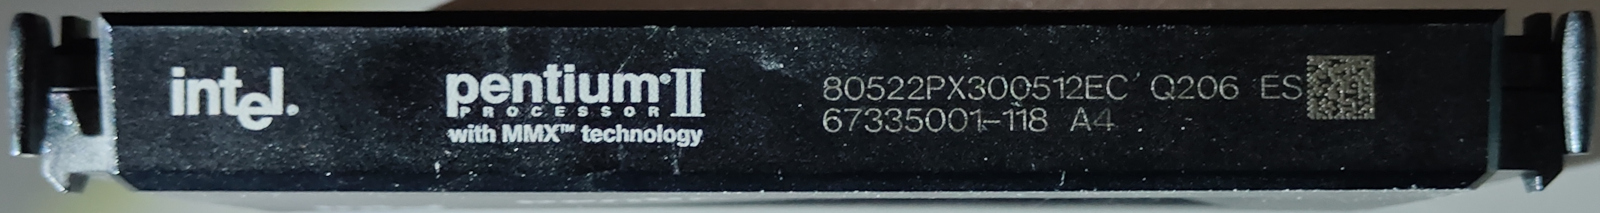 intel.
pentium II
PROCESSOR
with MMX™ technology
80522PX300512EC Q206 ES
67335001-118 A4